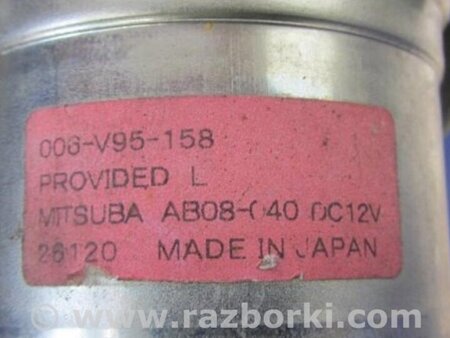 006-V95-158
PROVIDED L
MITSUBA AB08-040 DC12V
26120 MADE IN JAPAN
www.razborki.com